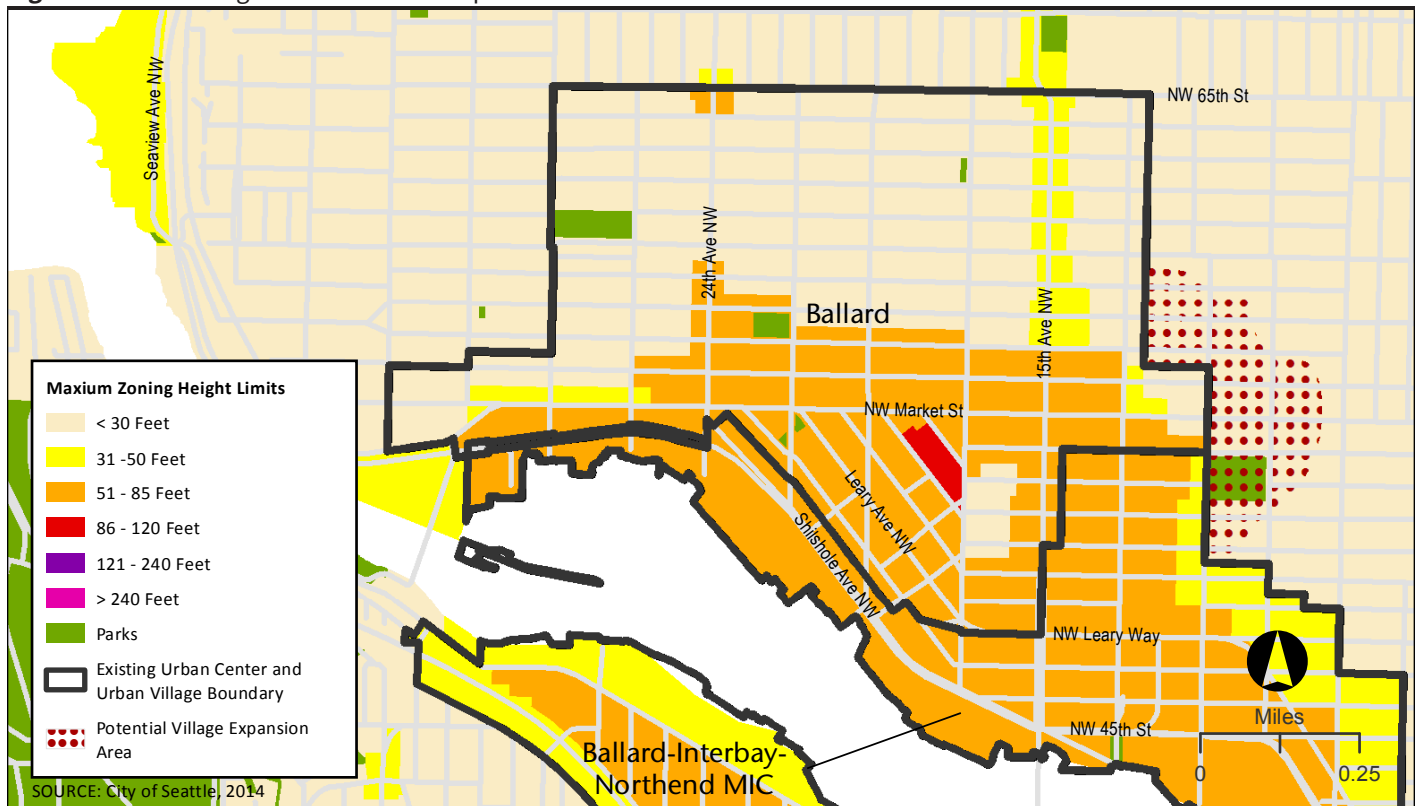 Seaview Ave NW
NW 65th St
24th Ave NW
Ballard
15th Ave NW
NW Market St
Leary Ave NW
Shilshole Ave NW
NW Leary Way
NW 45th St
Ballard-Interbay-
Northend MIC
Maxium Zoning Height Limits
< 30 Feet
31 -50 Feet
51 - 85 Feet
86 - 120 Feet
121 - 240 Feet
> 240 Feet
Parks
Existing Urban Center and
Urban Village Boundary
Potential Village Expansion
Area
SOURCE: City of Seattle, 2014
Miles
0
0.25